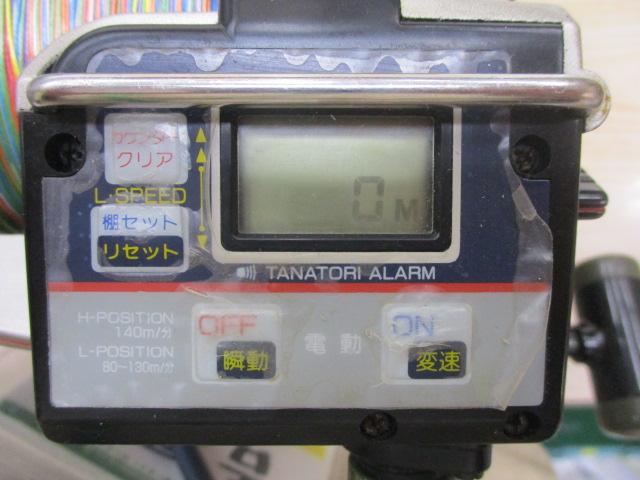 カウンター
クリア
L-SPEED
棚セット
リセット
0M
TANATORI ALARM
H-POSITION
140m/分
L-POSITION
80~130m/分
OFF
瞬動
電動
ON
変速